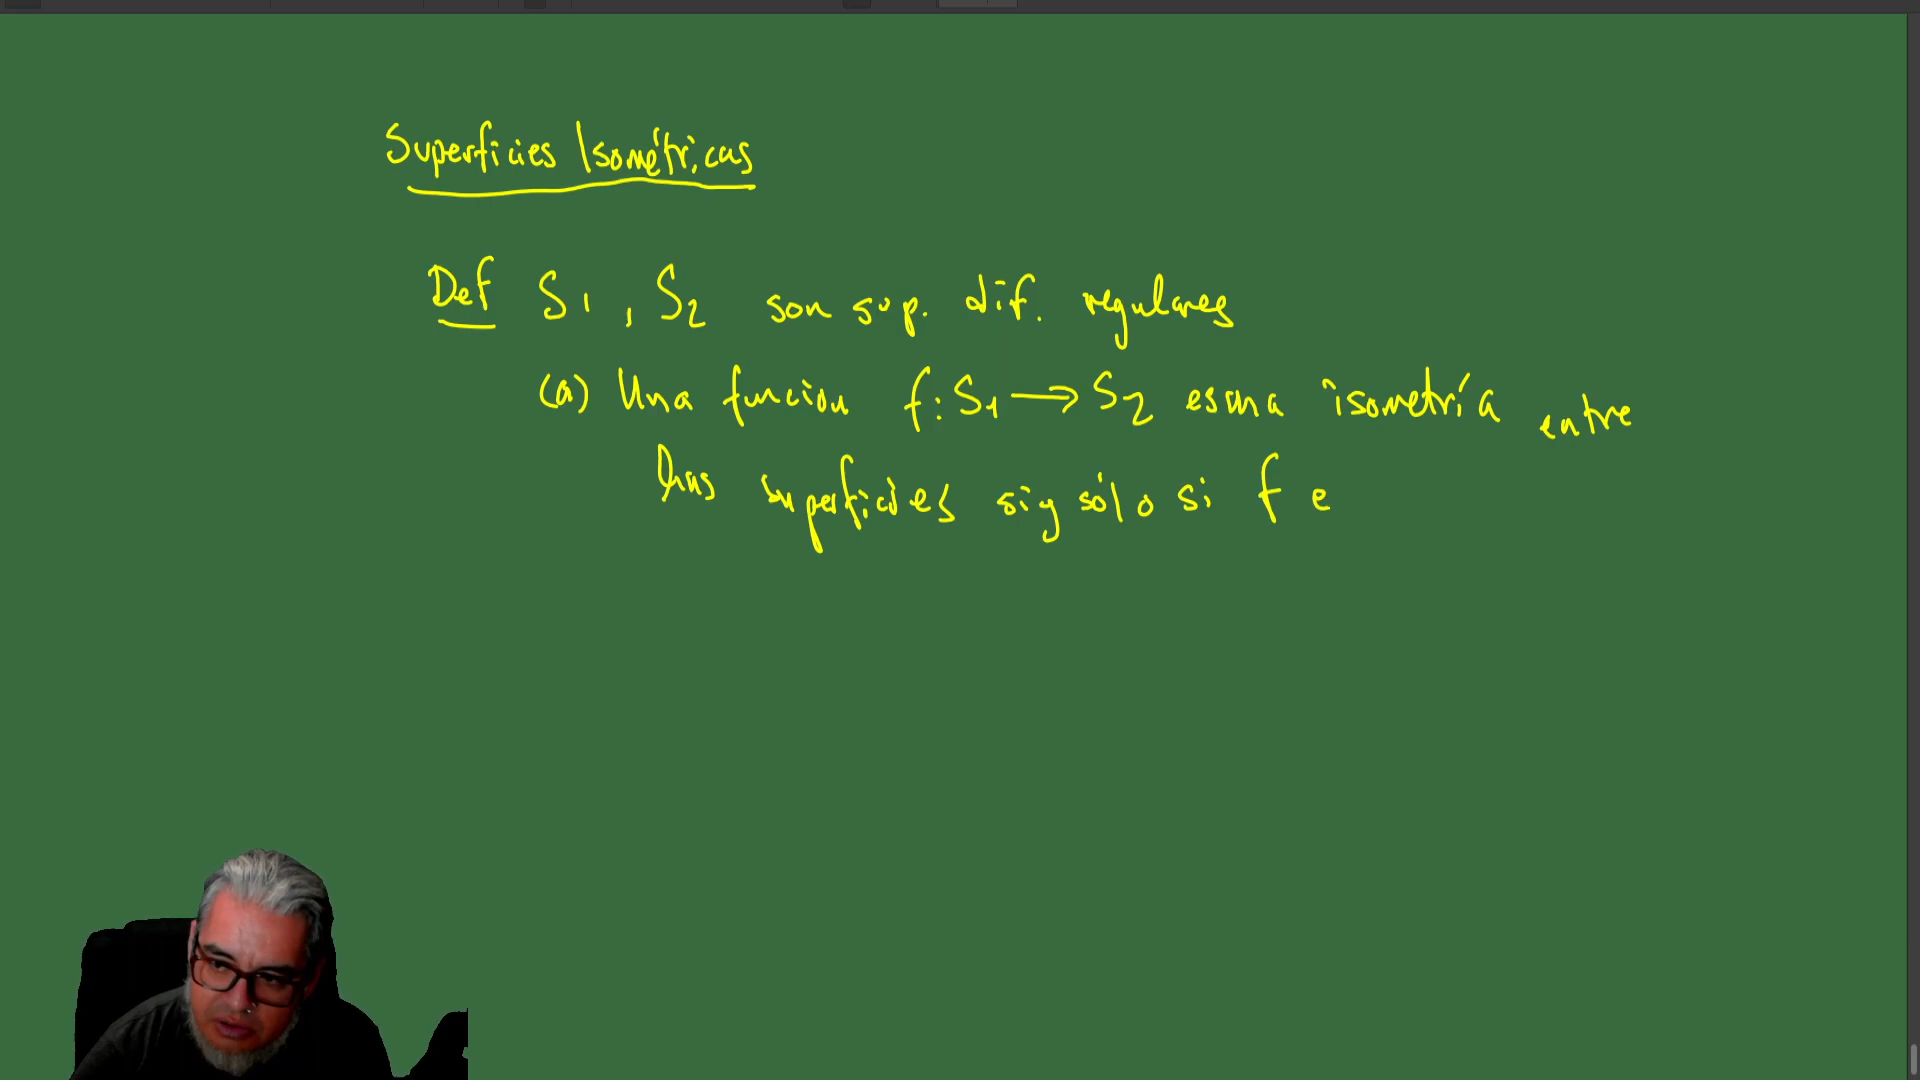 Superficies Isométricas
Def S1, S2 son sup. dif. regulares
(a) Una funcion f: S1 → S2 es una isometría entre
las superficies si y sólo si f e